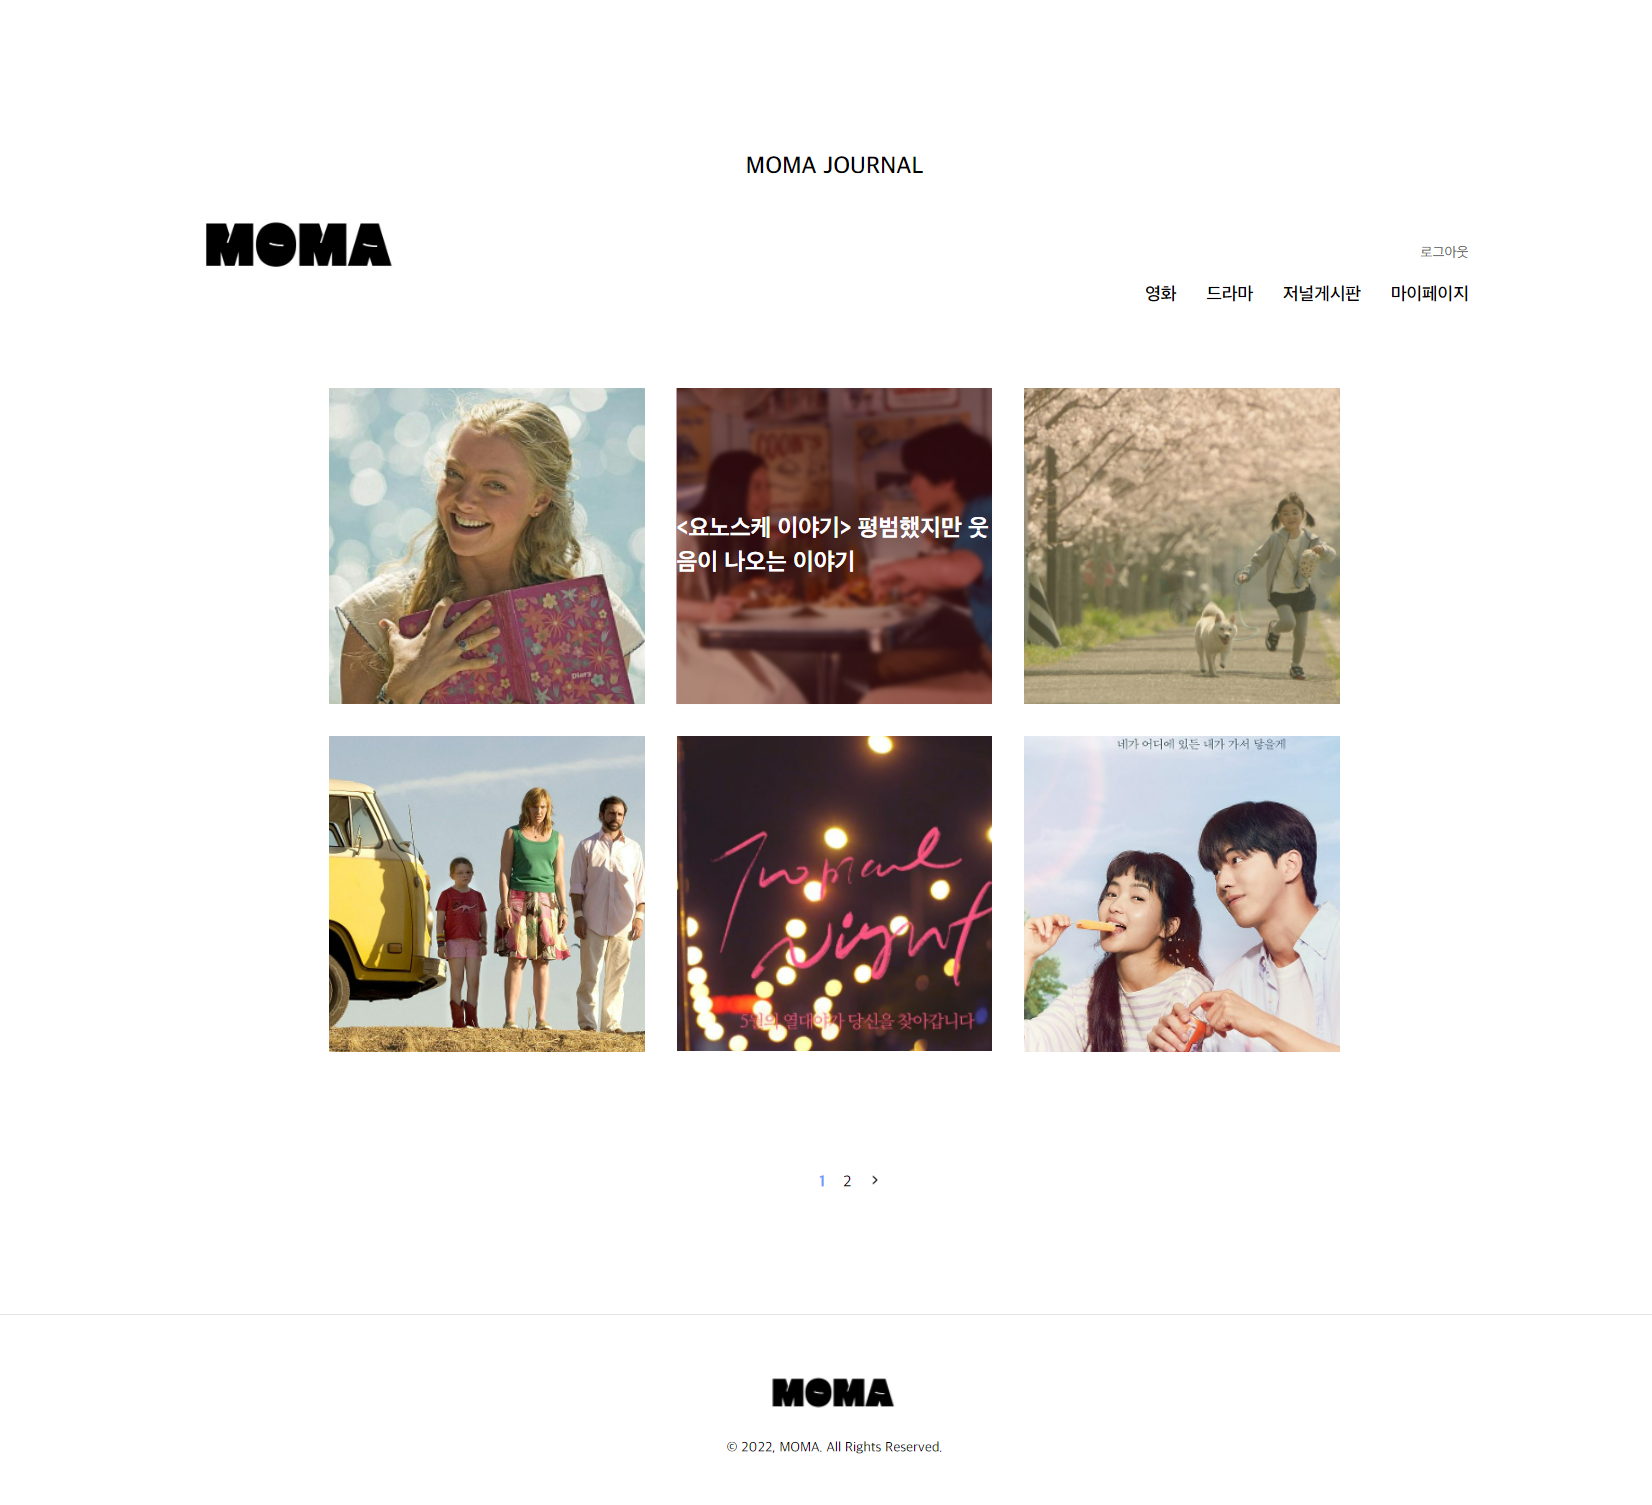 MOMA JOURNAL
MOMA
로그아웃
영화 드라마 저널게시판 마이페이지
<요노스케 이야기> 평범했지만 웃
음이 나오는 이야기
Diary
네가 어디에 있든 내가 가서 닿을게
Tropical
Night
5월의 열대야가 당신을 찾아갑니다
1 2 >
MOMA
© 2022, MOMA. All Rights Reserved.